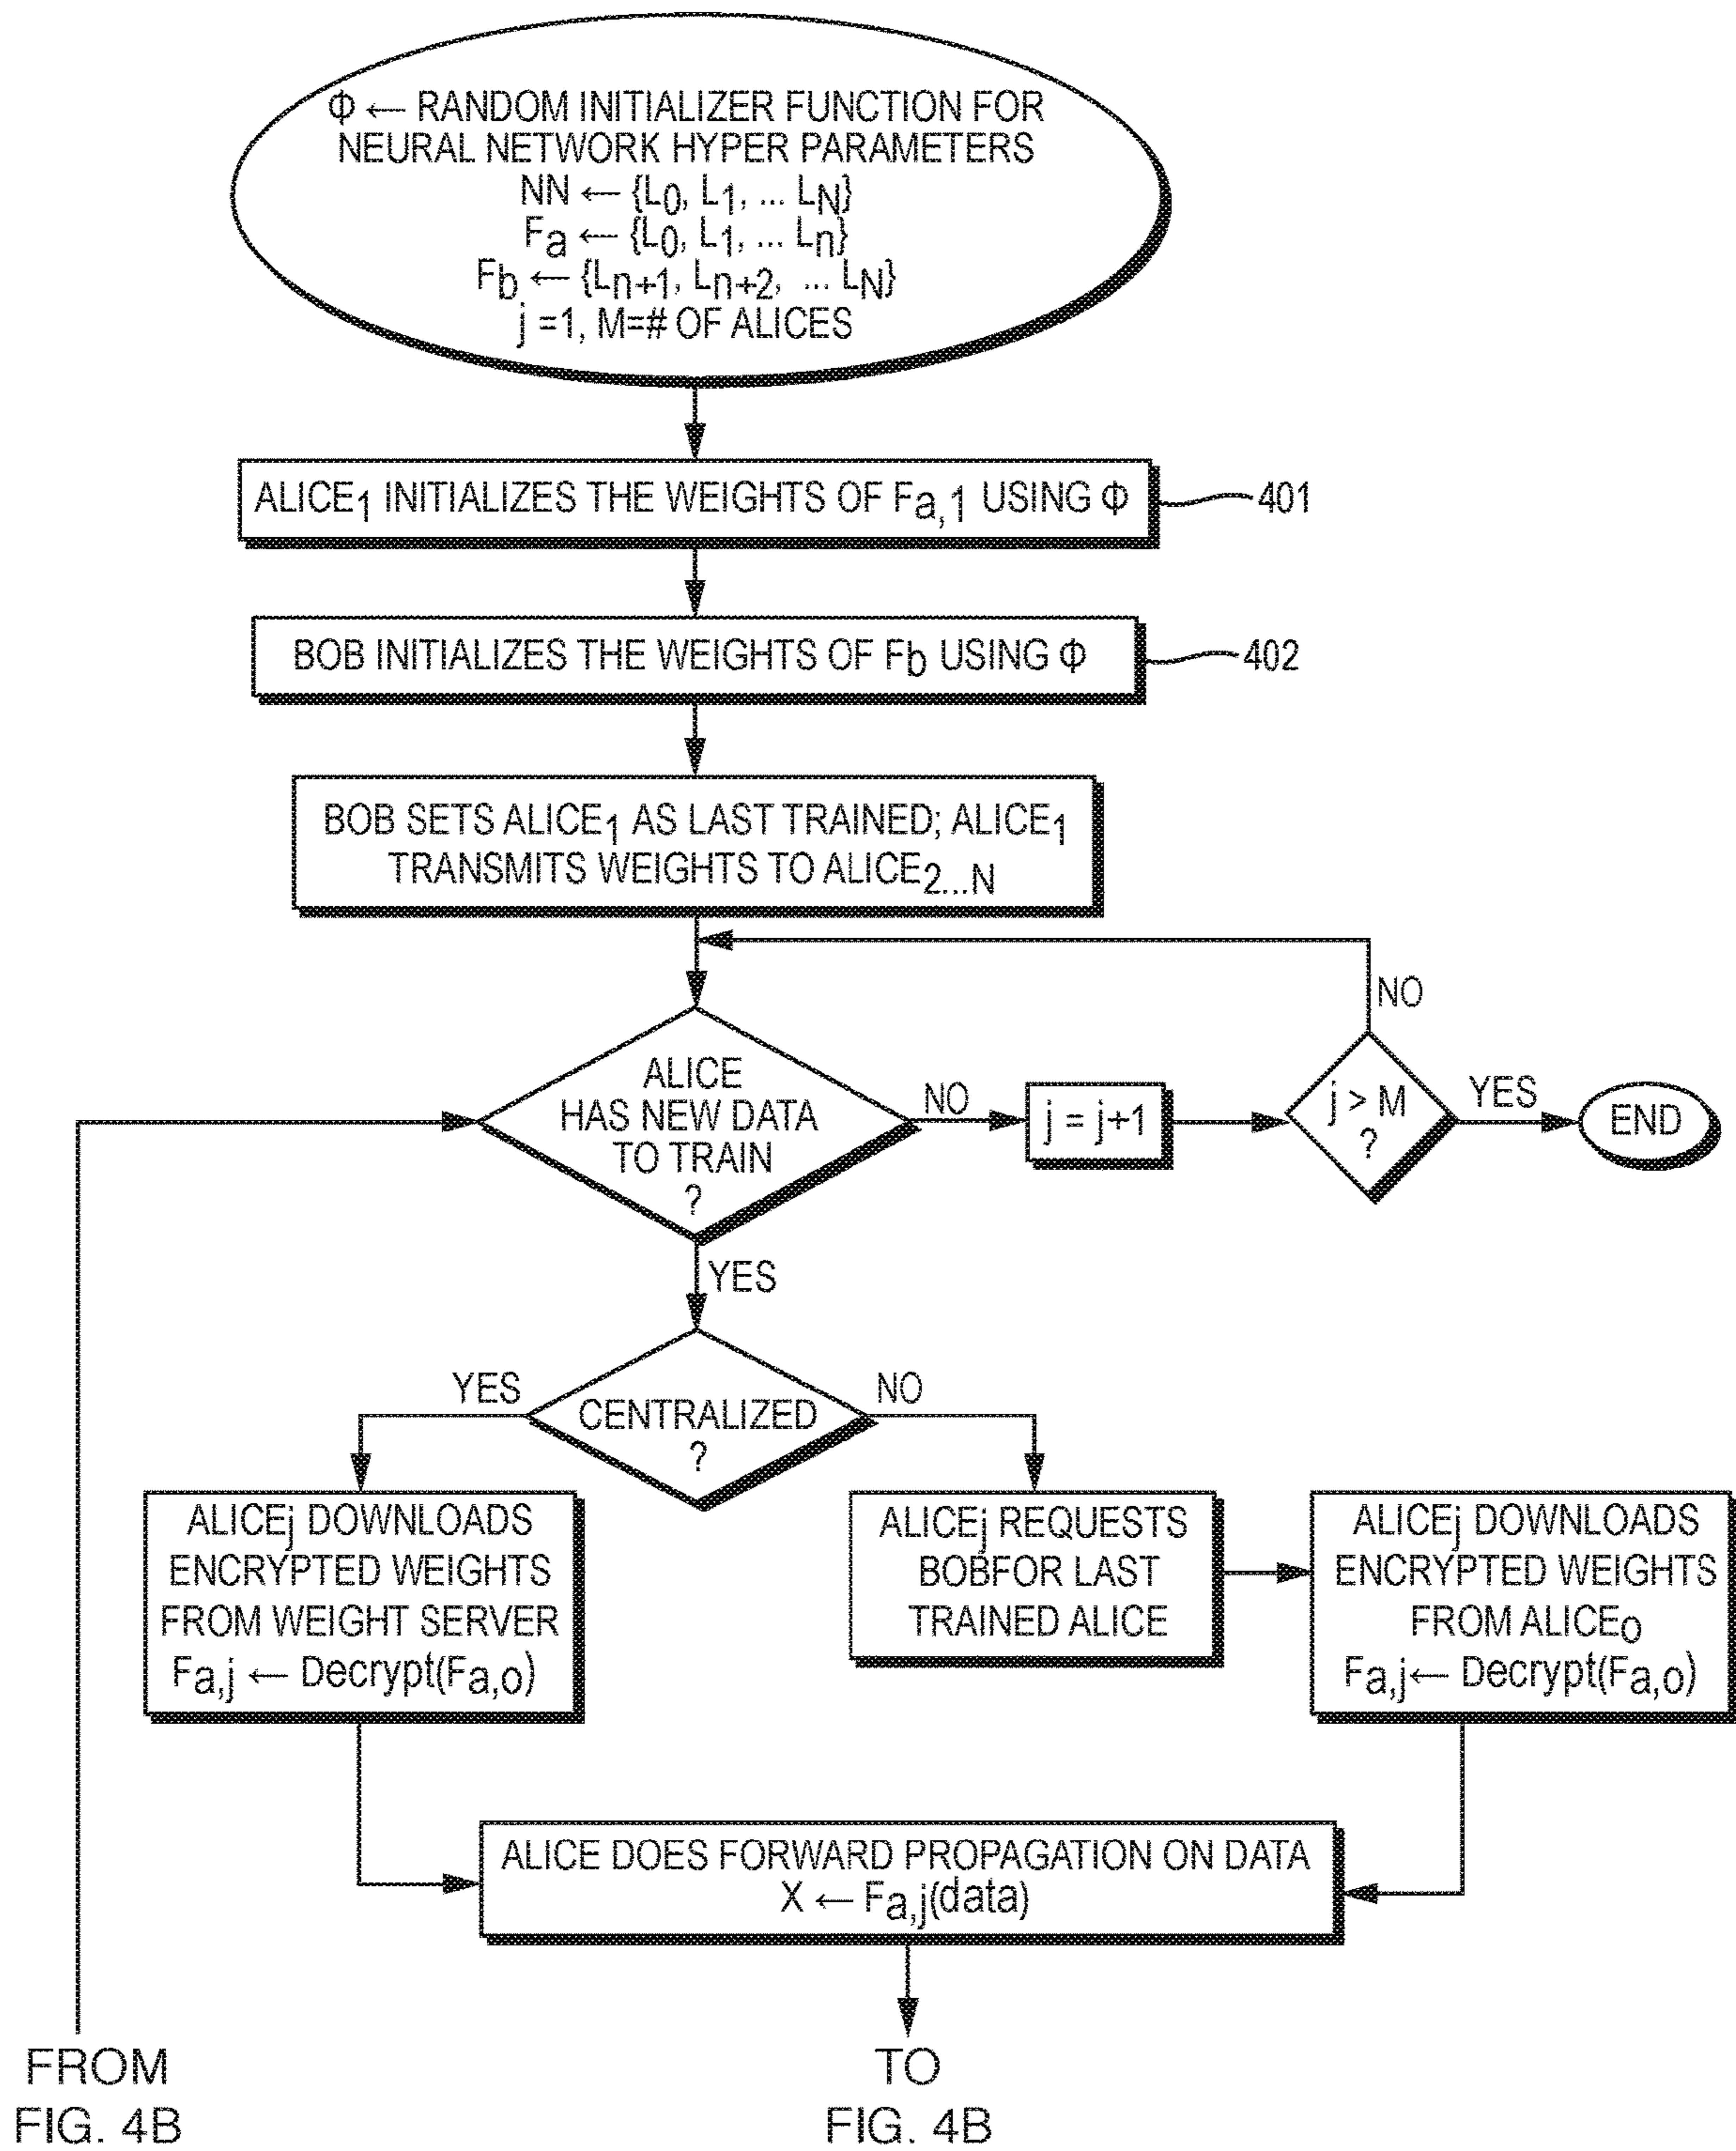 Φ ← RANDOM INITIALIZER FUNCTION FOR
NEURAL NETWORK HYPER PARAMETERS
NN ← {L0, L1, ... LN}
Fa ← {L0, L1, ... Ln}
Fb ← {Ln+1, Ln+2, ... LN}
j =1, M=# OF ALICES
ALICE1 INITIALIZES THE WEIGHTS OF Fa,1 USING Φ
401
BOB INITIALIZES THE WEIGHTS OF Fb USING Φ
402
BOB SETS ALICE1 AS LAST TRAINED; ALICE1
TRANSMITS WEIGHTS TO ALICE2...N
NO
ALICE
HAS NEW DATA
TO TRAIN
?
NO
j = j+1
j > M
?
YES
END
YES
CENTRALIZED
?
YES
NO
ALICEj DOWNLOADS
ENCRYPTED WEIGHTS
FROM WEIGHT SERVER
Fa,j ← Decrypt(Fa,o)
ALICEj REQUESTS
BOBFOR LAST
TRAINED ALICE
ALICEj DOWNLOADS
ENCRYPTED WEIGHTS
FROM ALICEo
Fa,j← Decrypt(Fa,o)
ALICE DOES FORWARD PROPAGATION ON DATA
X ← Fa,j(data)
FROM
FIG. 4B
TO
FIG. 4B